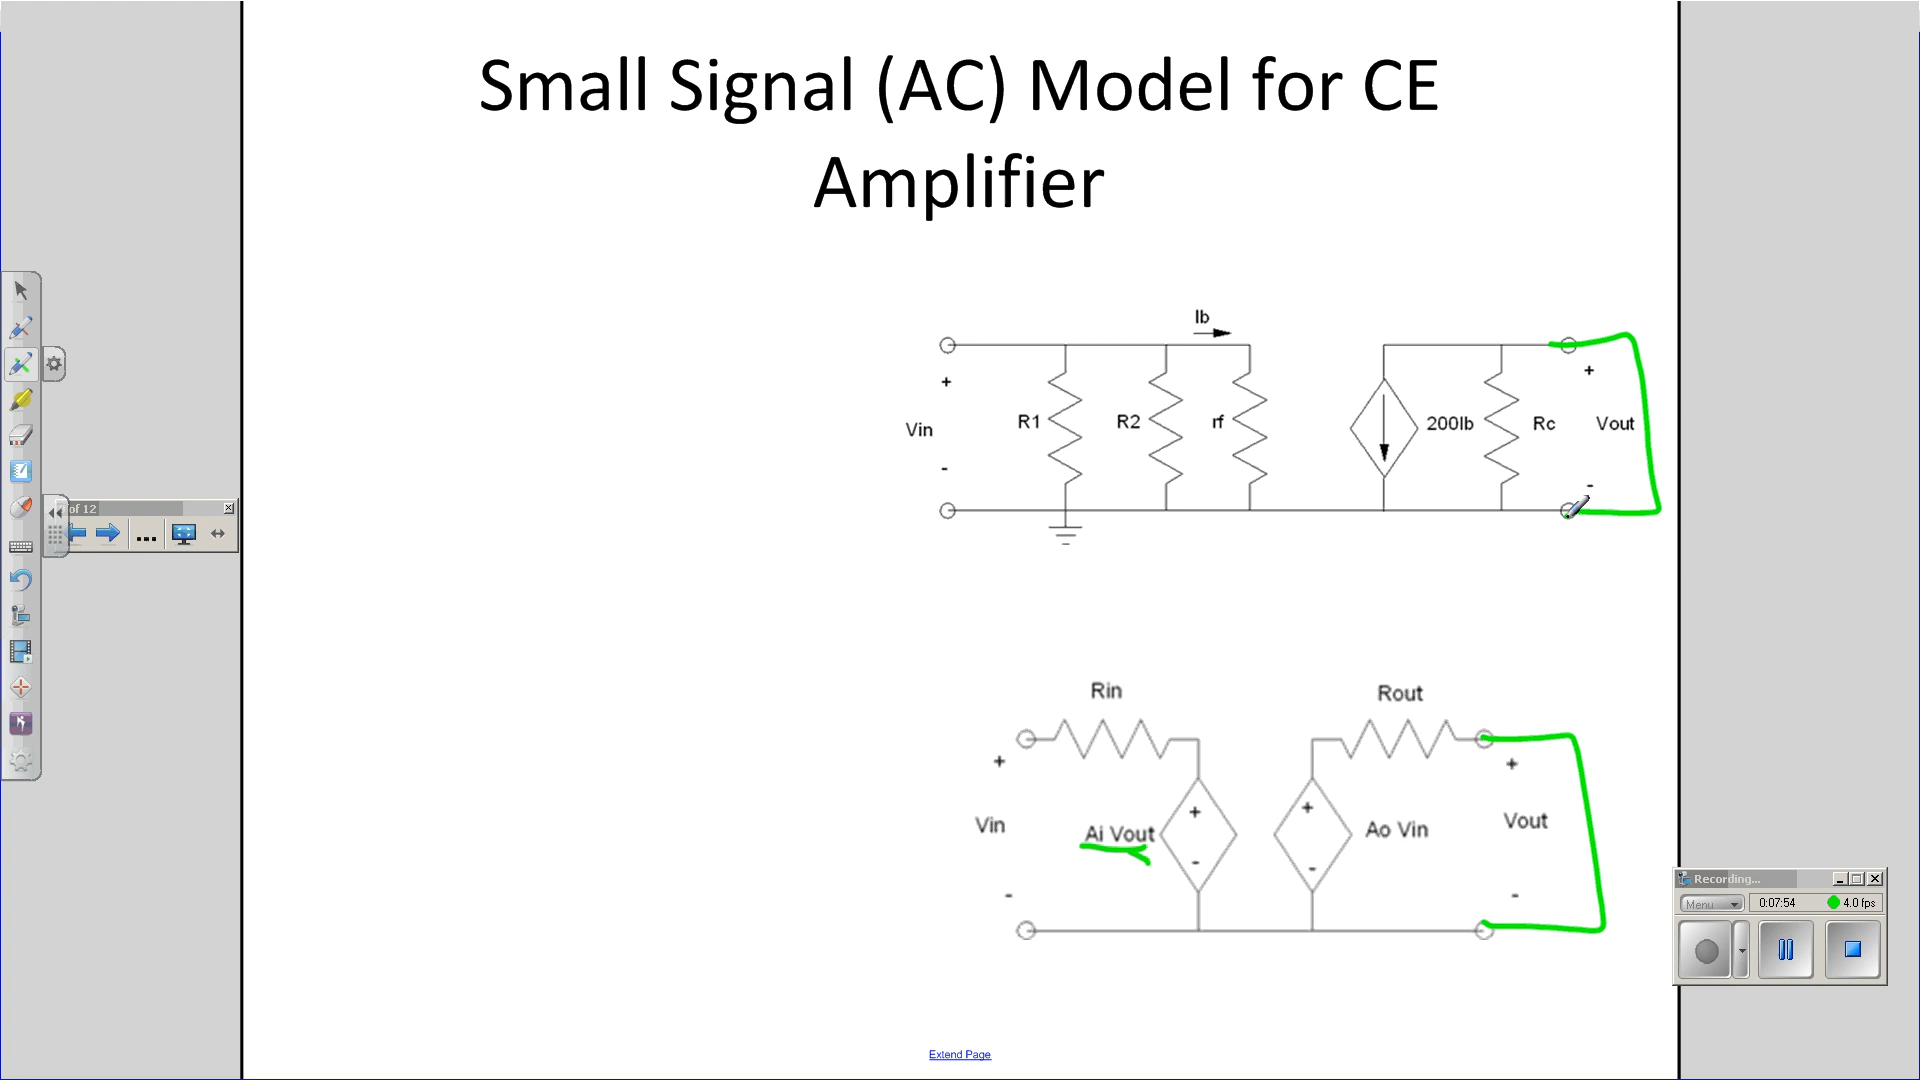 Small Signal (AC) Model for CE
Amplifier
Ib
+
+
R1
R2
rf
200Ib
Rc
Vout
Vin
-
-
of 12
...
Rin
Rout
+
+
+
+
Vin
Ai Vout
Ao Vin
Vout
-
-
-
-
Recording...
Menu
0:07:54
4.0 fps
Extend Page